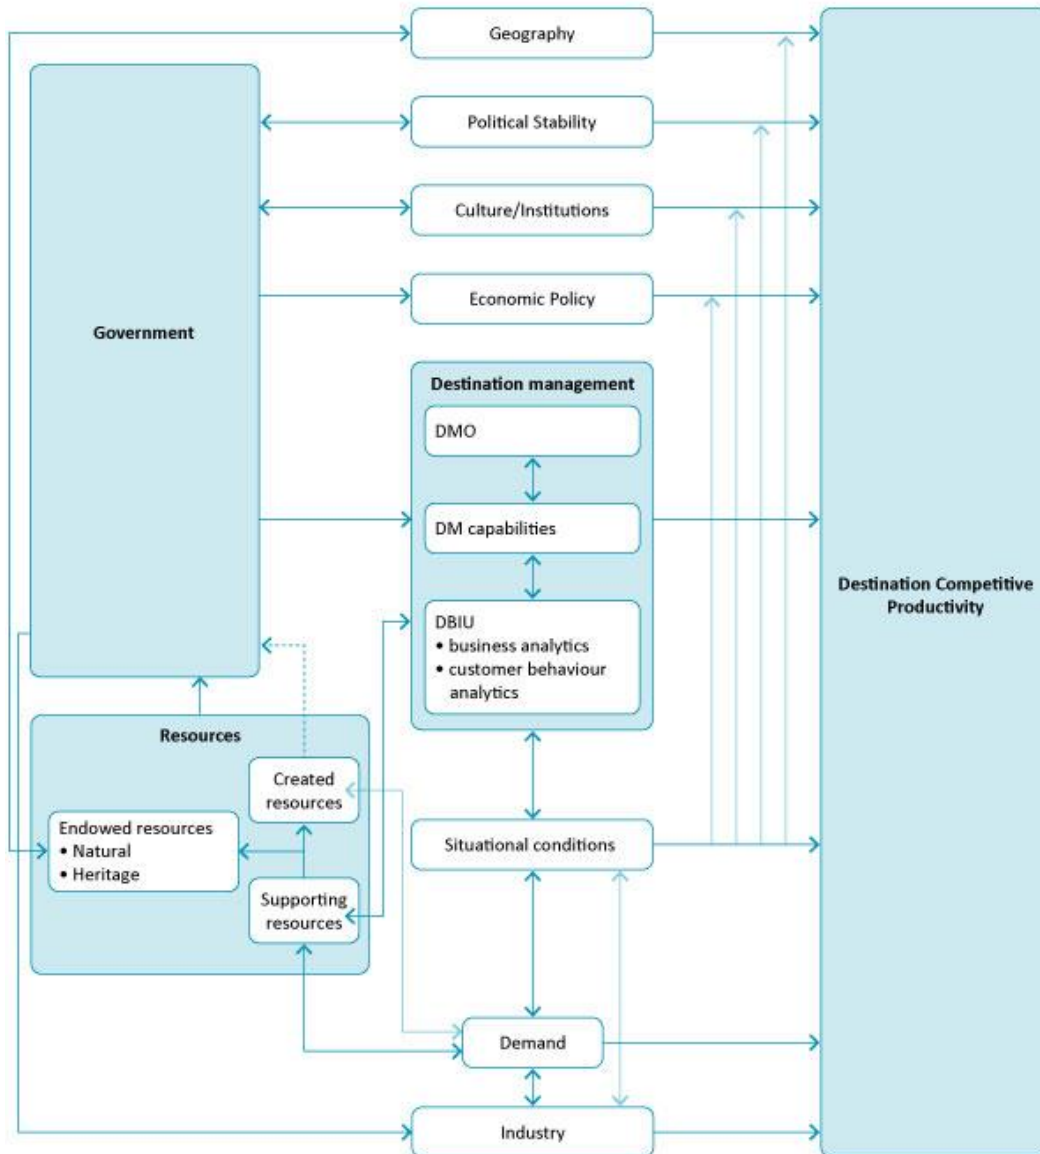 Geography
Political Stability
Culture/Institutions
Economic Policy
Government
Destination management
DMO
DM capabilities
DBIU
• business analytics
• customer behaviour
analytics
Destination Competitive
Productivity
Resources
Created
resources
Endowed resources
• Natural
• Heritage
Supporting
resources
Situational conditions
Demand
Industry